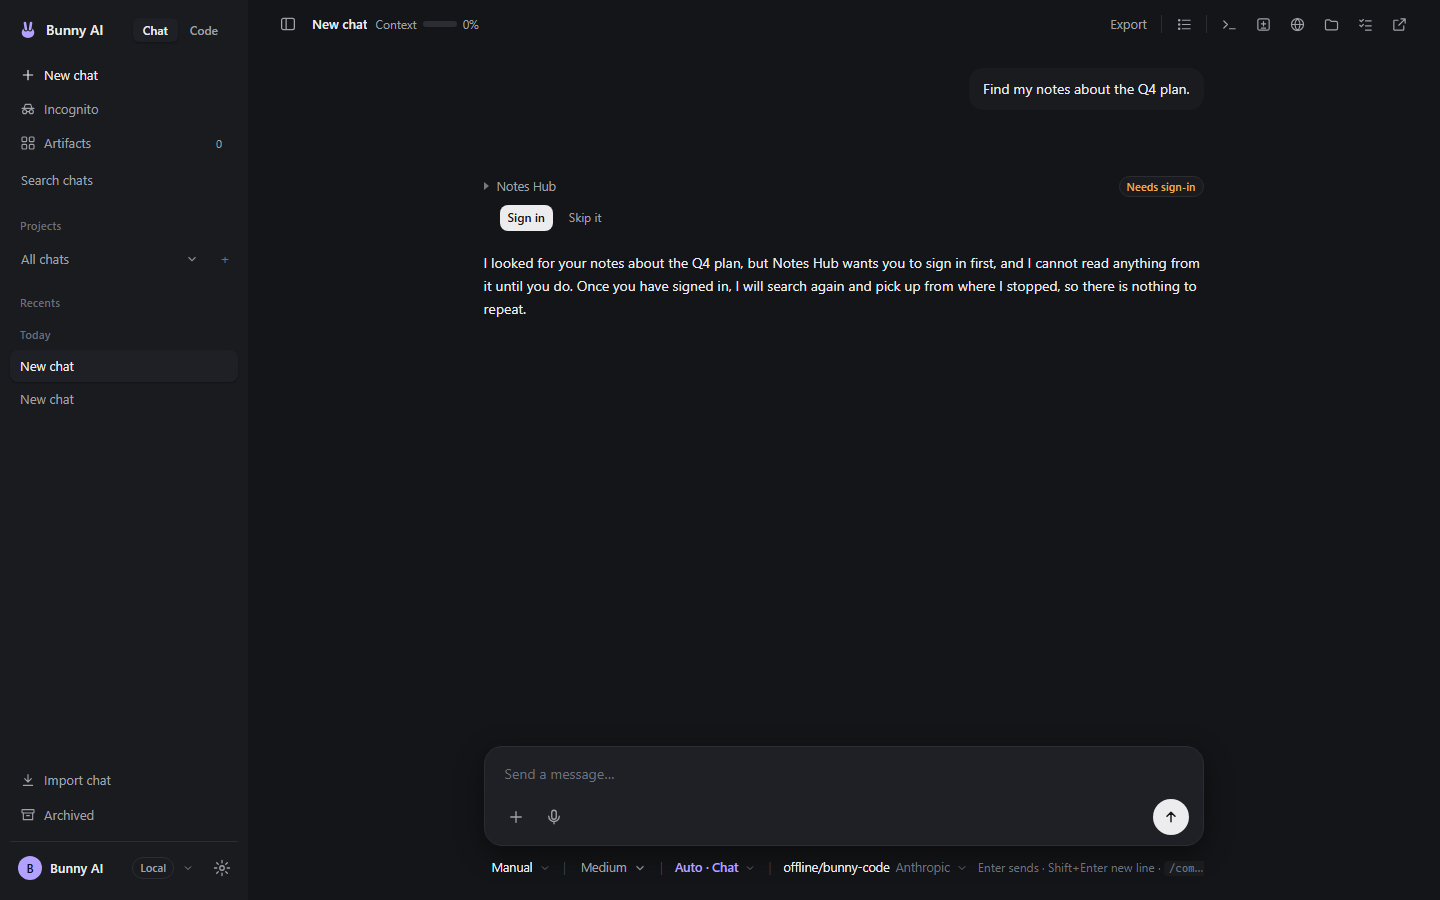 Bunny AI
Chat
Code
New chat
Incognito
Artifacts
0
Search chats
Projects
All chats
+
Recents
Today
New chat
New chat
Import chat
Archived
B
Bunny AI
Local
New chat
Context
0%
Export
Find my notes about the Q4 plan.
Notes Hub
Needs sign-in
Sign in
Skip it
I looked for your notes about the Q4 plan, but Notes Hub wants you to sign in first, and I cannot read anything from
it until you do. Once you have signed in, I will search again and pick up from where I stopped, so there is nothing to
repeat.
Send a message...
Manual
Medium
Auto · Chat
offline/bunny-code Anthropic
Enter sends · Shift+Enter new line · /com...